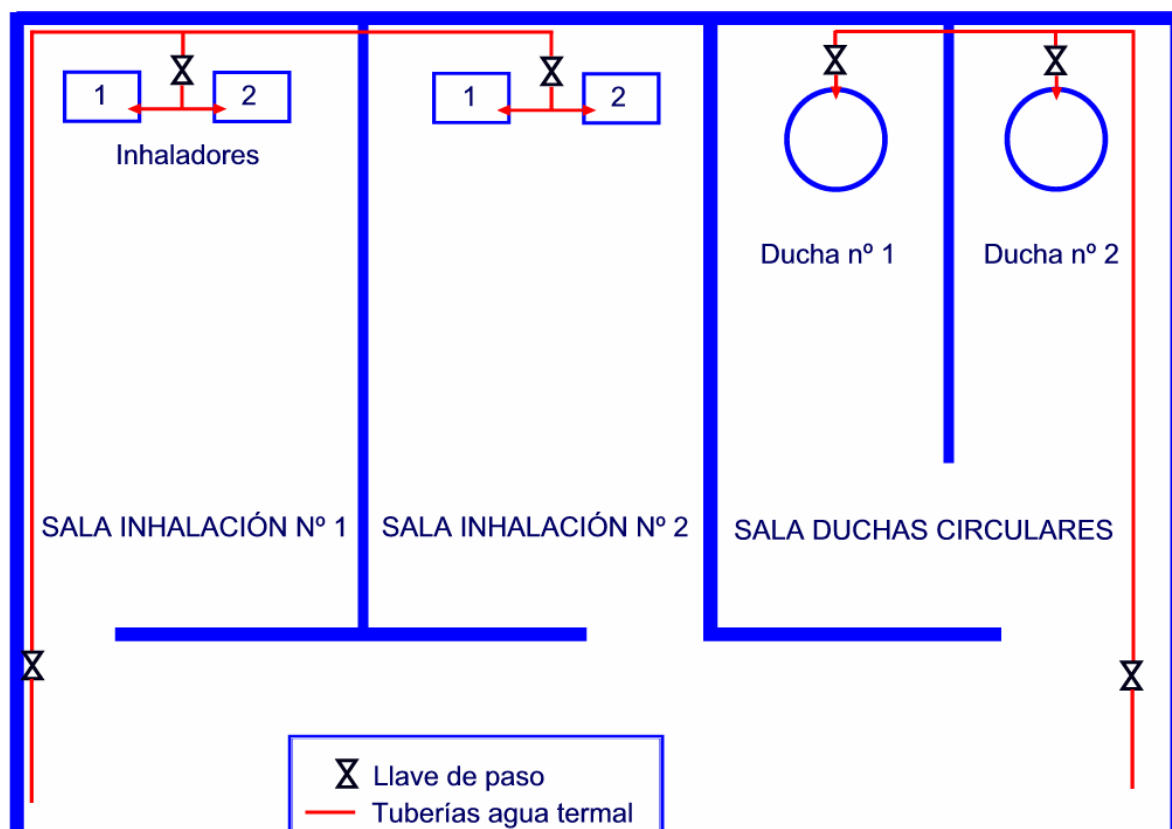 1
2
1
2
Inhaladores
Ducha nº 1
Ducha nº 2
SALA INHALACIÓN Nº 1
SALA INHALACIÓN Nº 2
SALA DUCHAS CIRCULARES
Llave de paso
Tuberías agua termal